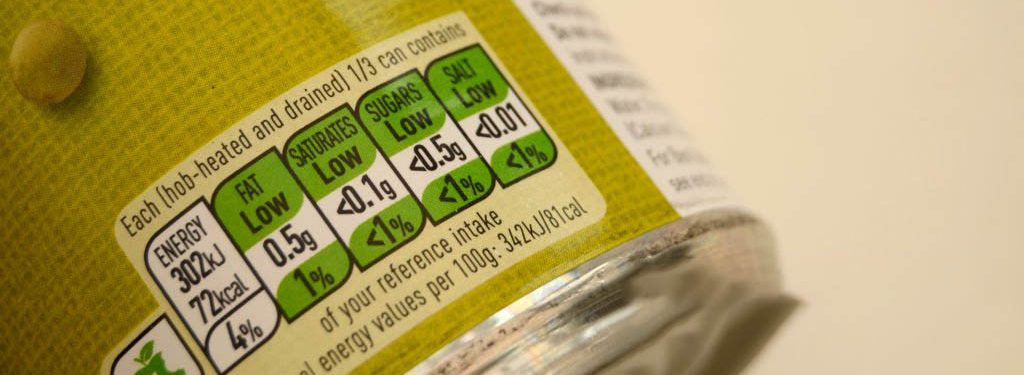 Each (hob-heated and drained) 1/3 can contains
ENERGY
302kJ
72kcal
4%
FAT
Low
0.5g
1%
SATURATES
Low
<0.1g
<1%
SUGARS
Low
<0.5g
<1%
SALT
Low
<0.01
<1%
of your reference intake
energy values per 100g: 342kJ/81cal